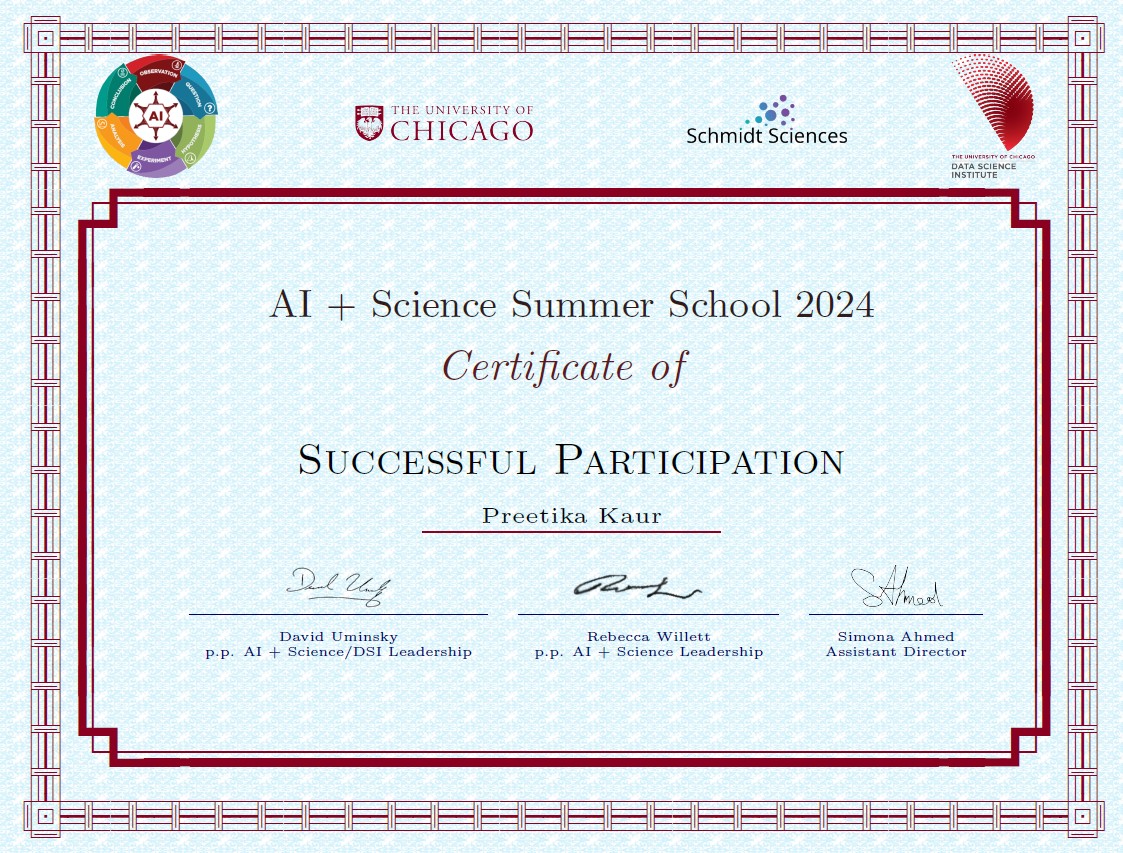 OBSERVATION
QUESTION
HYPOTHESIS
EXPERIMENT
ANALYSIS
CONCLUSION
AI
THE UNIVERSITY OF
CHICAGO
Schmidt Sciences
THE UNIVERSITY OF CHICAGO
DATA SCIENCE
INSTITUTE
AI + Science Summer School 2024
Certificate of
Successful Participation
Preetika Kaur
David Uminsky
p.p. AI + Science/DSI Leadership
Rebecca Willett
p.p. AI + Science Leadership
S Ahmed
Simona Ahmed
Assistant Director